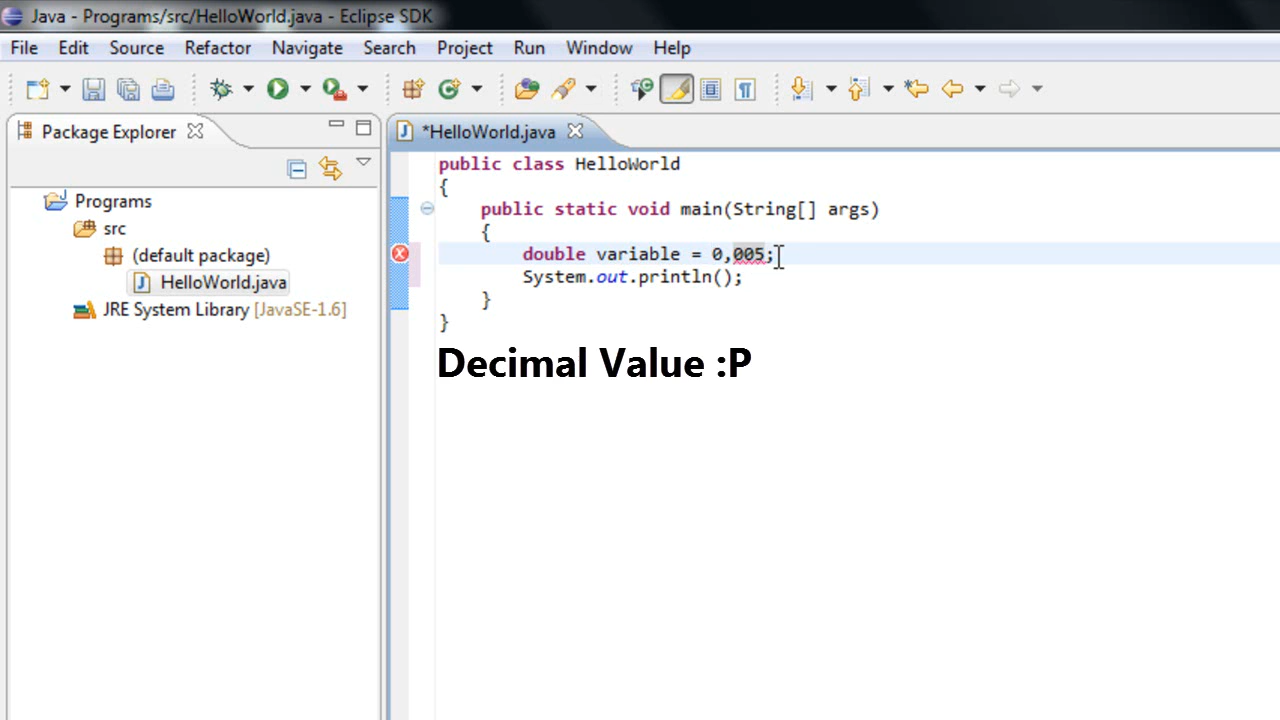 Java - Programs/src/HelloWorld.java - Eclipse SDK
File Edit Source Refactor Navigate Search Project Run Window Help
Package Explorer
*HelloWorld.java
Programs
src
(default package)
HelloWorld.java
JRE System Library [JavaSE-1.6]
public class HelloWorld
{
public static void main(String[] args)
{
double variable = 0,005;
System.out.println();
}
}
Decimal Value :P